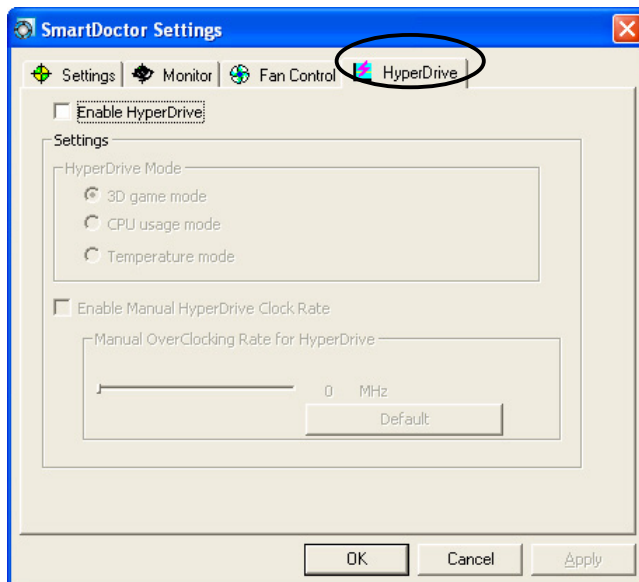 SmartDoctor Settings
Settings Monitor Fan Control HyperDrive
Enable HyperDrive
Settings
HyperDrive Mode
3D game mode
CPU usage mode
Temperature mode
Enable Manual HyperDrive Clock Rate
Manual OverClocking Rate for HyperDrive
0 MHz
Default
OK Cancel Apply